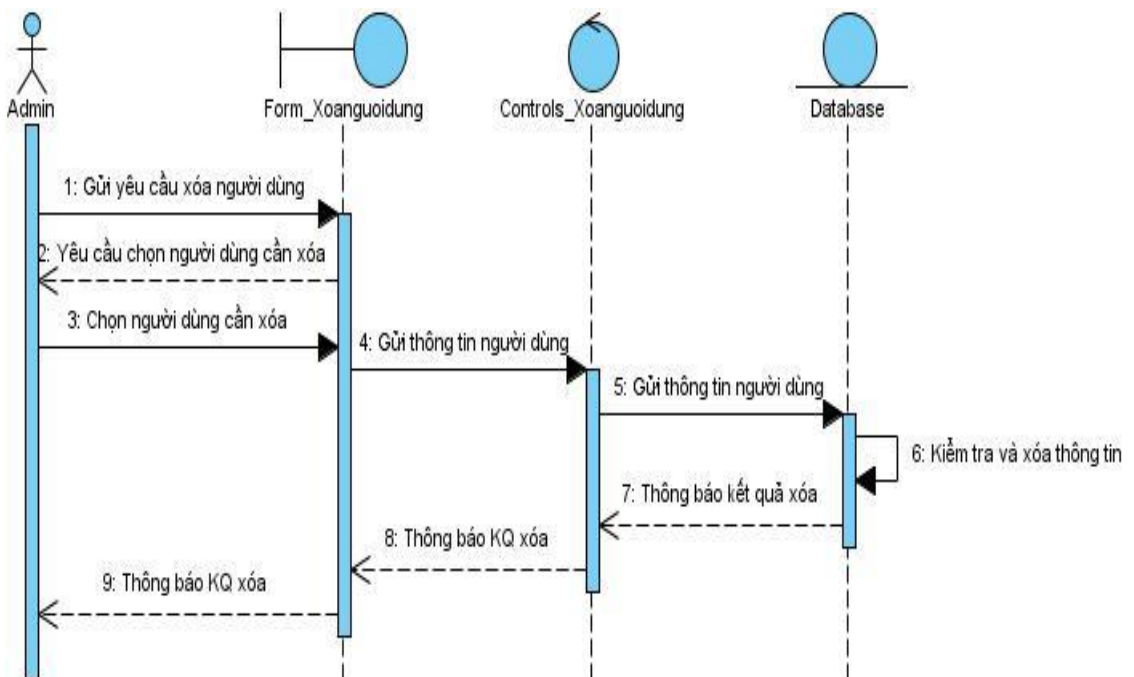 Admin
Form_Xoanguoidung
Controls_Xoanguoidung
Database
1: Gửi yêu cầu xóa người dùng
2: Yêu cầu chọn người dùng cần xóa
3: Chọn người dùng cần xóa
4: Gửi thông tin người dùng
5: Gửi thông tin người dùng
6: Kiểm tra và xóa thông tin
7: Thông báo kết quả xóa
8: Thông báo KQ xóa
9: Thông báo KQ xóa